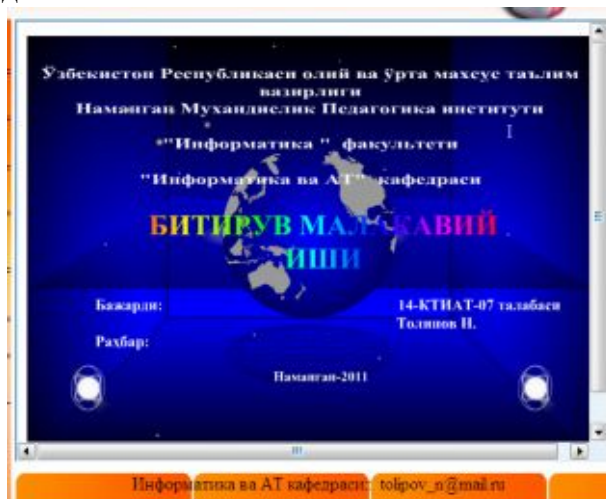 Ўзбекистон Республикаси олий ва ўрта махсус таълим
вазирлиги
Наманган Мухандислик Педагогика институти
"Информатика " факультети
"Информатика ва АТ" кафедраси
БИТИРУВ МАЛАКАВИЙ
ИШИ
Бажарди:
14-КТИАТ-07 талабаси
Толипов Н.
Раҳбар:
Наманган-2011
Информатика ва АТ кафедраси: tolipov_n@mail.ru